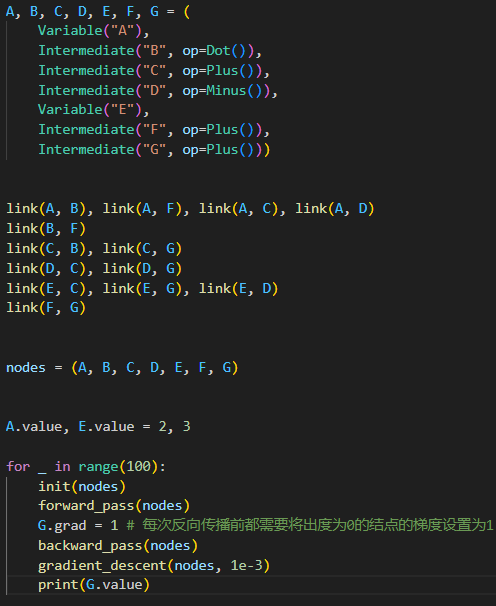 A, B, C, D, E, F, G = (
    Variable("A"),
    Intermediate("B", op=Dot()),
    Intermediate("C", op=Plus()),
    Intermediate("D", op=Minus()),
    Variable("E"),
    Intermediate("F", op=Plus()),
    Intermediate("G", op=Plus()))
link(A, B), link(A, F), link(A, C), link(A, D)
link(B, F)
link(C, B), link(C, G)
link(D, C), link(D, G)
link(E, C), link(E, G), link(E, D)
link(F, G)
nodes = (A, B, C, D, E, F, G)
A.value, E.value = 2, 3
for _ in range(100):
    init(nodes)
    forward_pass(nodes)
    G.grad = 1 # 每次反向传播前都需要将出度为0的结点的梯度设置为1
    backward_pass(nodes)
    gradient_descent(nodes, 1e-3)
    print(G.value)